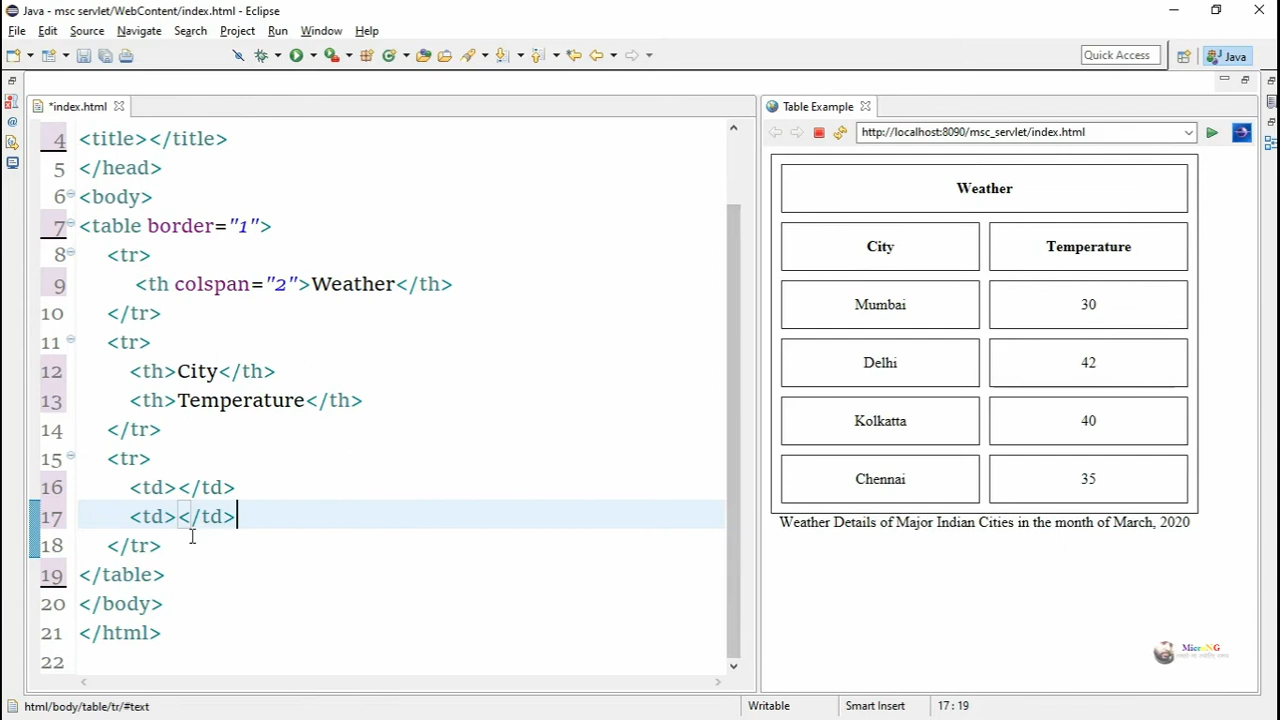 Java - msc servlet/WebContent/index.html - Eclipse
File Edit Source Navigate Search Project Run Window Help
Quick Access
Java
*index.html
4 <title></title>
5 </head>
6 <body>
7 <table border="1">
8 <tr>
9 <th colspan="2">Weather</th>
10 </tr>
11 <tr>
12 <th>City</th>
13 <th>Temperature</th>
14 </tr>
15 <tr>
16 <td></td>
17 <td></td>
18 </tr>
19 </table>
20 </body>
21 </html>
22
Table Example
http://localhost:8090/msc_servlet/index.html
Weather
City Temperature
Mumbai 30
Delhi 42
Kolkatta 40
Chennai 35
Weather Details of Major Indian Cities in the month of March, 2020
MicroNG
html/body/table/tr/#text
Writable
Smart Insert
17 : 19